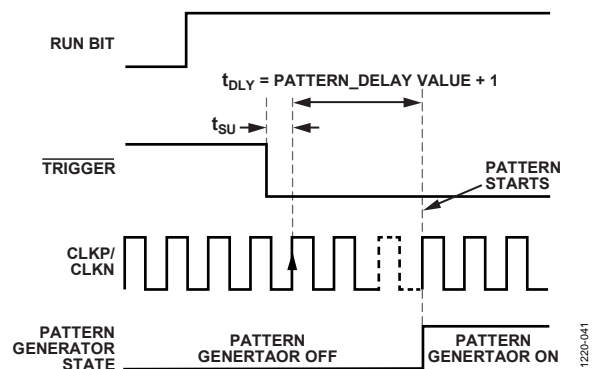 RUN BIT
tDLY = PATTERN_DELAY VALUE + 1
tSU
TRIGGER
PATTERN
STARTS
CLKP/
CLKN
PATTERN
GENERATOR
STATE
PATTERN
GENERTAOR OFF
PATTERN
GENERTAOR ON
1220-041